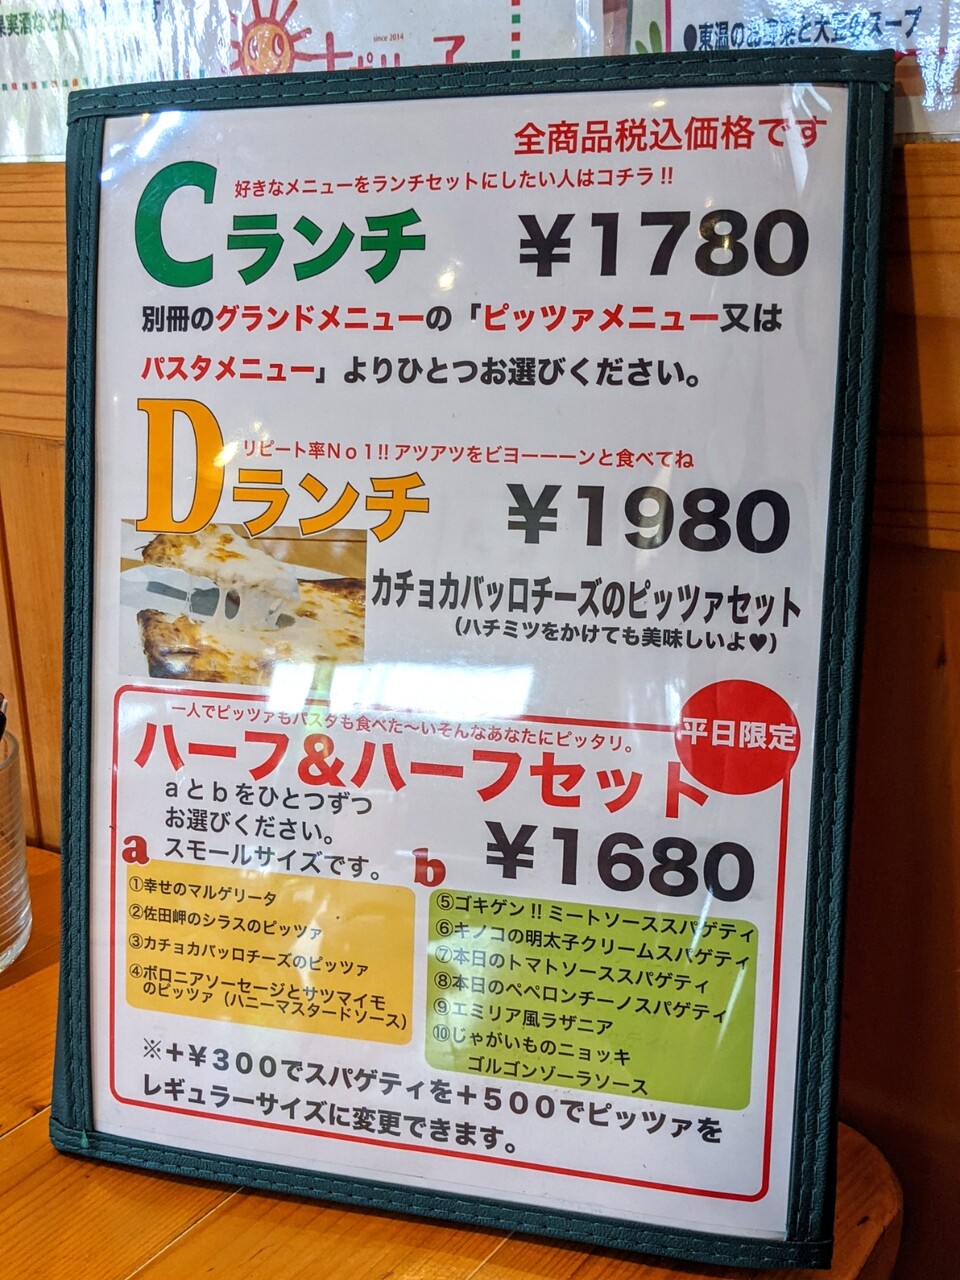 since 2014
●東温の
と大豆のスープ
全商品税込価格です
好きなメニューをランチセットにしたい人はコチラ!!
Cランチ ¥1780
別冊のグランドメニューの「ピッツァメニュー又は
パスタメニュー」よりひとつお選びください。
リピート率No1!!アツアツをビヨーーーンと食べてね
Dランチ ¥1980
カチョカバッロチーズのピッツァセット
(ハチミツをかけても美味しいよ♥)
一人でピッツァもパスタも食べた〜いそんなあなたにピッタリ。
平日限定
ハーフ&ハーフセット
aとbをひとつずつ
お選びください。
スモールサイズです。
¥1680
a
①幸せのマルゲリータ
②佐田岬のシラスのピッツァ
③カチョカバッロチーズのピッツァ
④ボロニアソーセージとサツマイモ
のピッツァ(ハニーマスタードソース)
b
⑤ゴキゲン!!ミートソーススパゲティ
⑥キノコの明太子クリームスパゲティ
⑦本日のトマトソーススパゲティ
⑧本日のペペロンチーノスパゲティ
⑨エミリア風ラザニア
⑩じゃがいものニョッキ
ゴルゴンゾーラソース
※+¥300でスパゲティを+500でピッツァを
レギュラーサイズに変更できます。